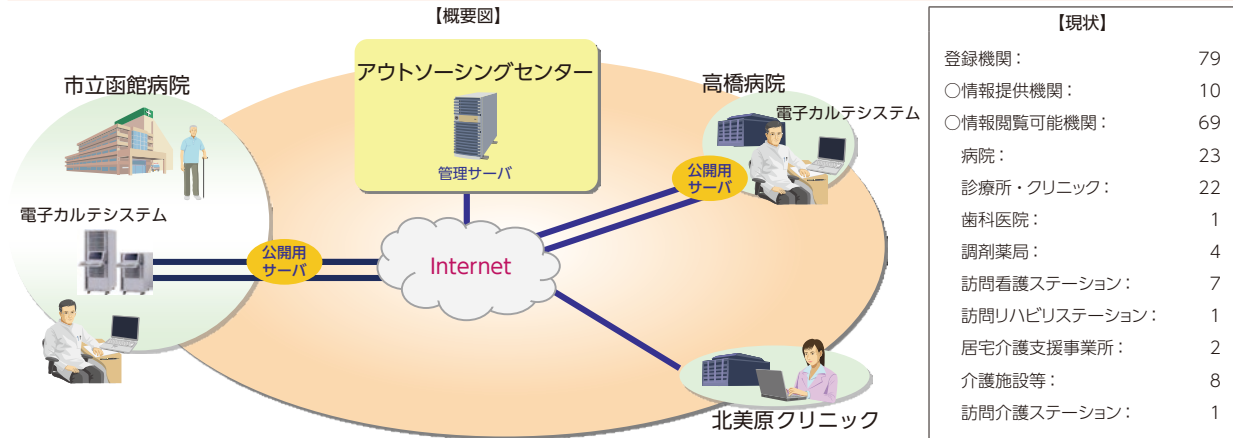 【概要図】
アウトソーシングセンター
管理サーバ
市立函館病院
電子カルテシステム
公開用
サーバ
Internet
高橋病院
電子カルテシステム
公開用
サーバ
北美原クリニック
【現状】
登録機関： 79
○情報提供機関： 10
○情報閲覧可能機関： 69
病院： 23
診療所・クリニック： 22
歯科医院： 1
調剤薬局： 4
訪問看護ステーション： 7
訪問リハビリステーション： 1
居宅介護支援事業所： 2
介護施設等： 8
訪問介護ステーション： 1